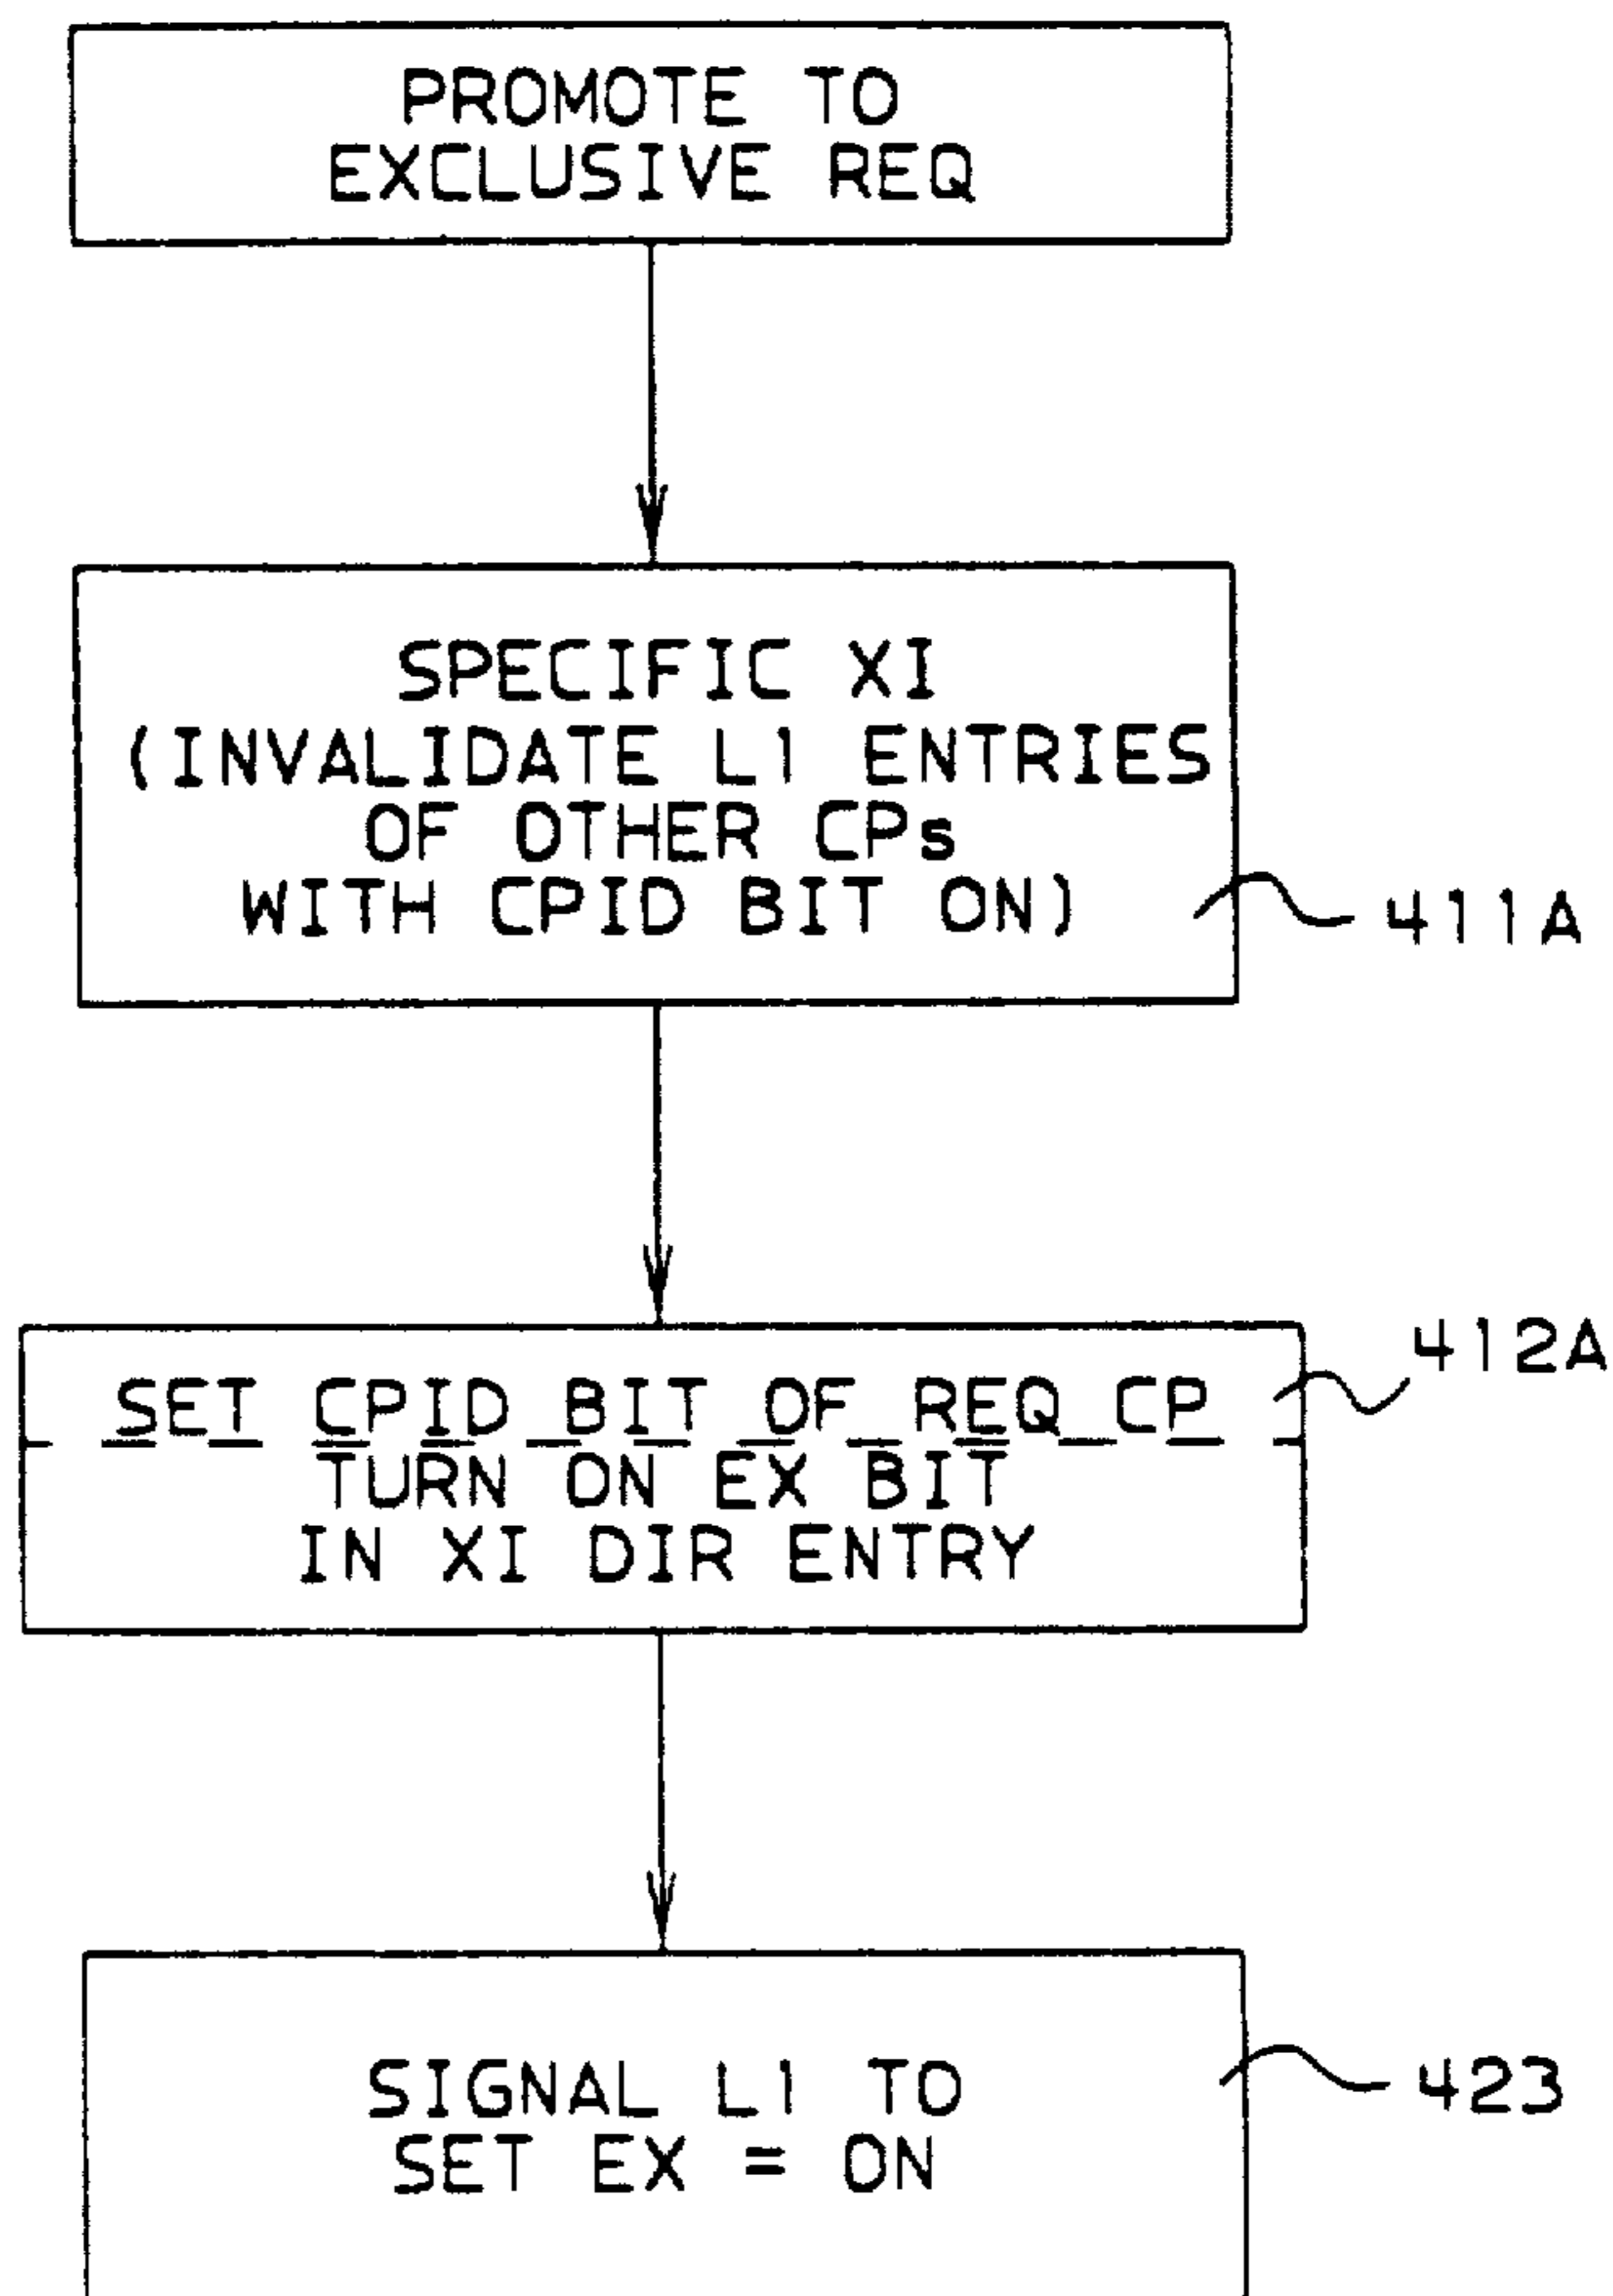 PROMOTE TO
EXCLUSIVE REQ
SPECIFIC XI
(INVALIDATE L1 ENTRIES
OF OTHER CPs
WITH CPID BIT ON)
411A
412A
SET CPID BIT OF REQ CP
TURN ON EX BIT
IN XI DIR ENTRY
SIGNAL L1 TO
SET EX = ON
423